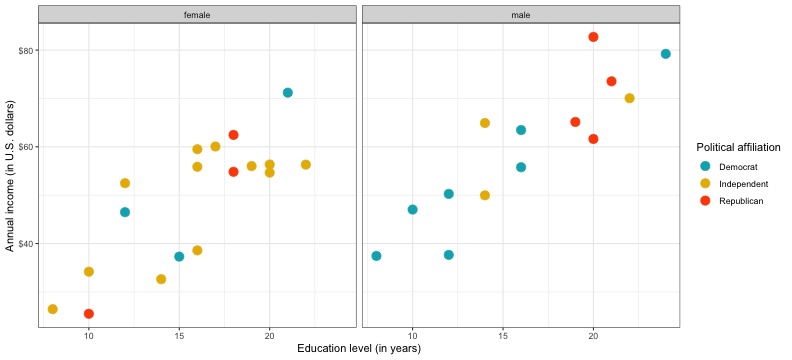 female
male
$80
$60
$40
Annual income (in U.S. dollars)
10
15
20
10
15
20
Education level (in years)
Political affiliation
Democrat
Independent
Republican